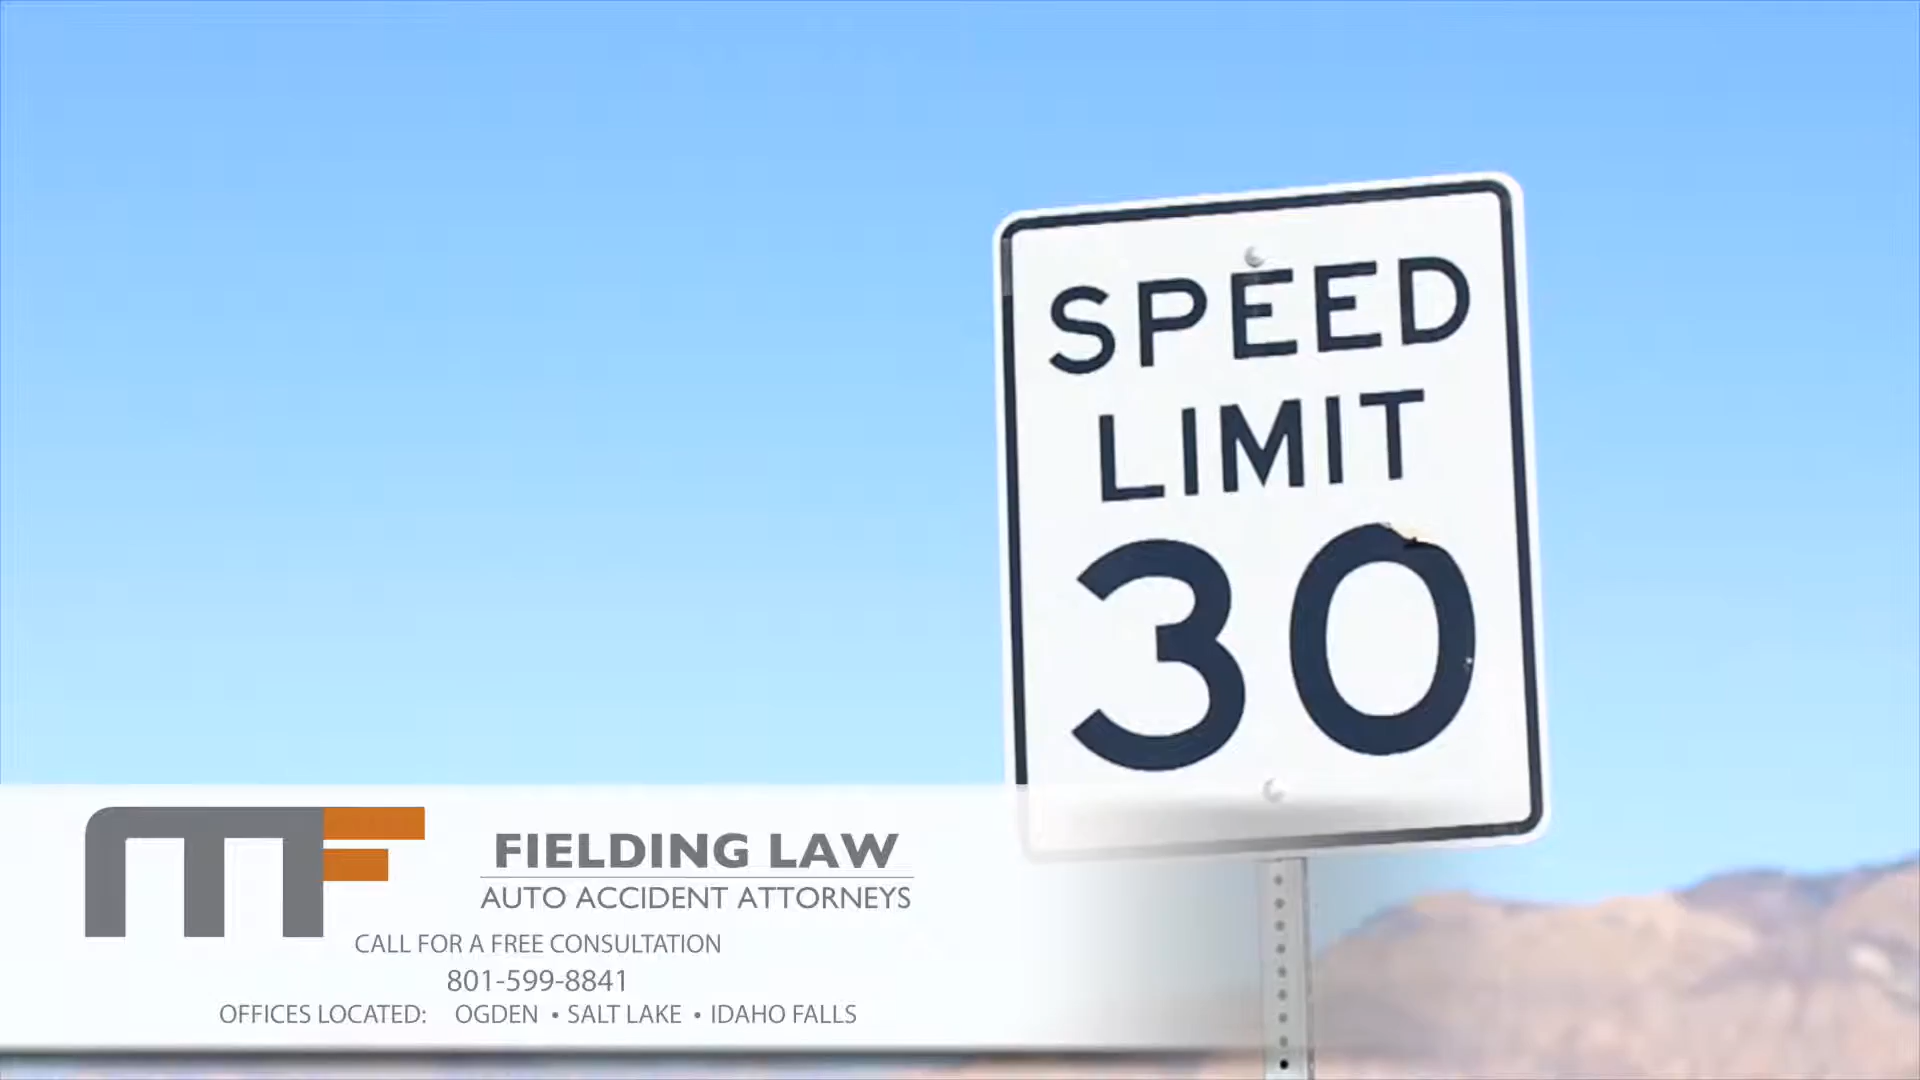 SPEED
LIMIT
30
MF
FIELDING LAW
AUTO ACCIDENT ATTORNEYS
CALL FOR A FREE CONSULTATION
801-599-8841
OFFICES LOCATED: OGDEN • SALT LAKE • IDAHO FALLS